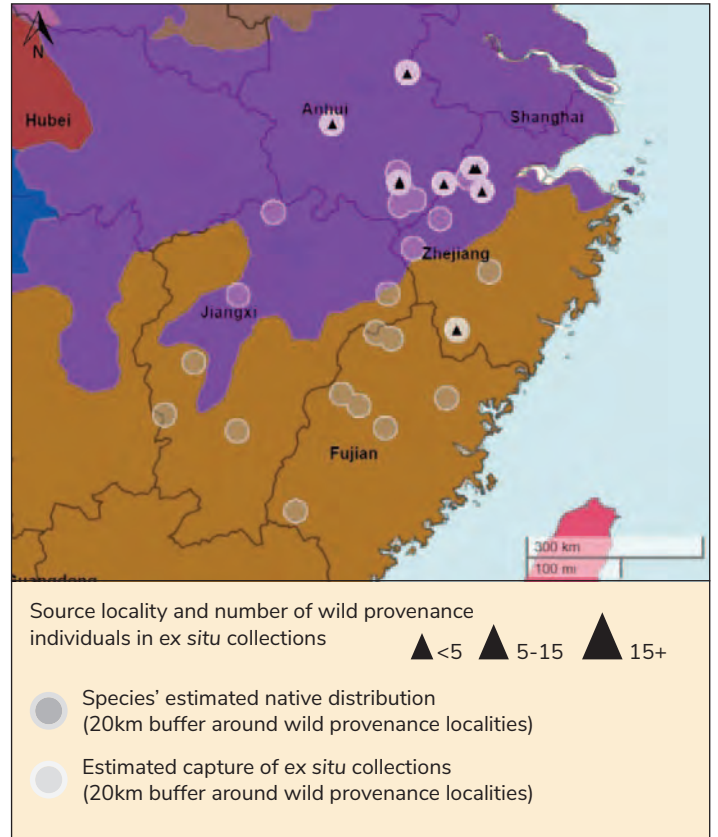 N
Anhui
Hubei
Shanghai
Zhejiang
Jiangxi
Fujian
Guangdong
300 km
100 mi
Source locality and number of wild provenance
individuals in ex situ collections
<5 5-15 15+
Species’ estimated native distribution
(20km buffer around wild provenance localities)
Estimated capture of ex situ collections
(20km buffer around wild provenance localities)